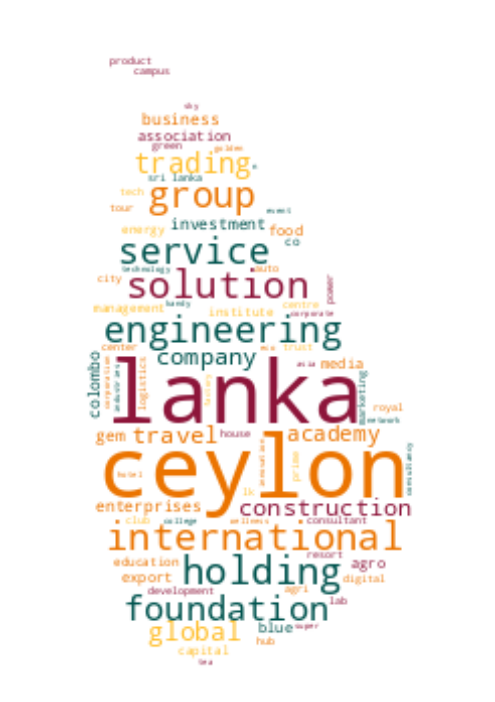 product
campus
sky
business
association
green
golden
trading
sri lanka
tech
group
tour
event
investment
energy
food
co
service
technology
auto
city
solution
power
handy
management
institute
centre
corporate
engineering
center
eco
trust
company
asia
media
colombo
corporation
industries
logistics
lanka
marketing
royal
network
gem
travel
house
academy
consultancy
ceylon
hotel
prime
lk
enterprises
construction
club
college
wellness
consultant
international
resort
education
holding
agro
export
digital
development
agri
lab
foundation
global
blue
super
hub
capital
tea